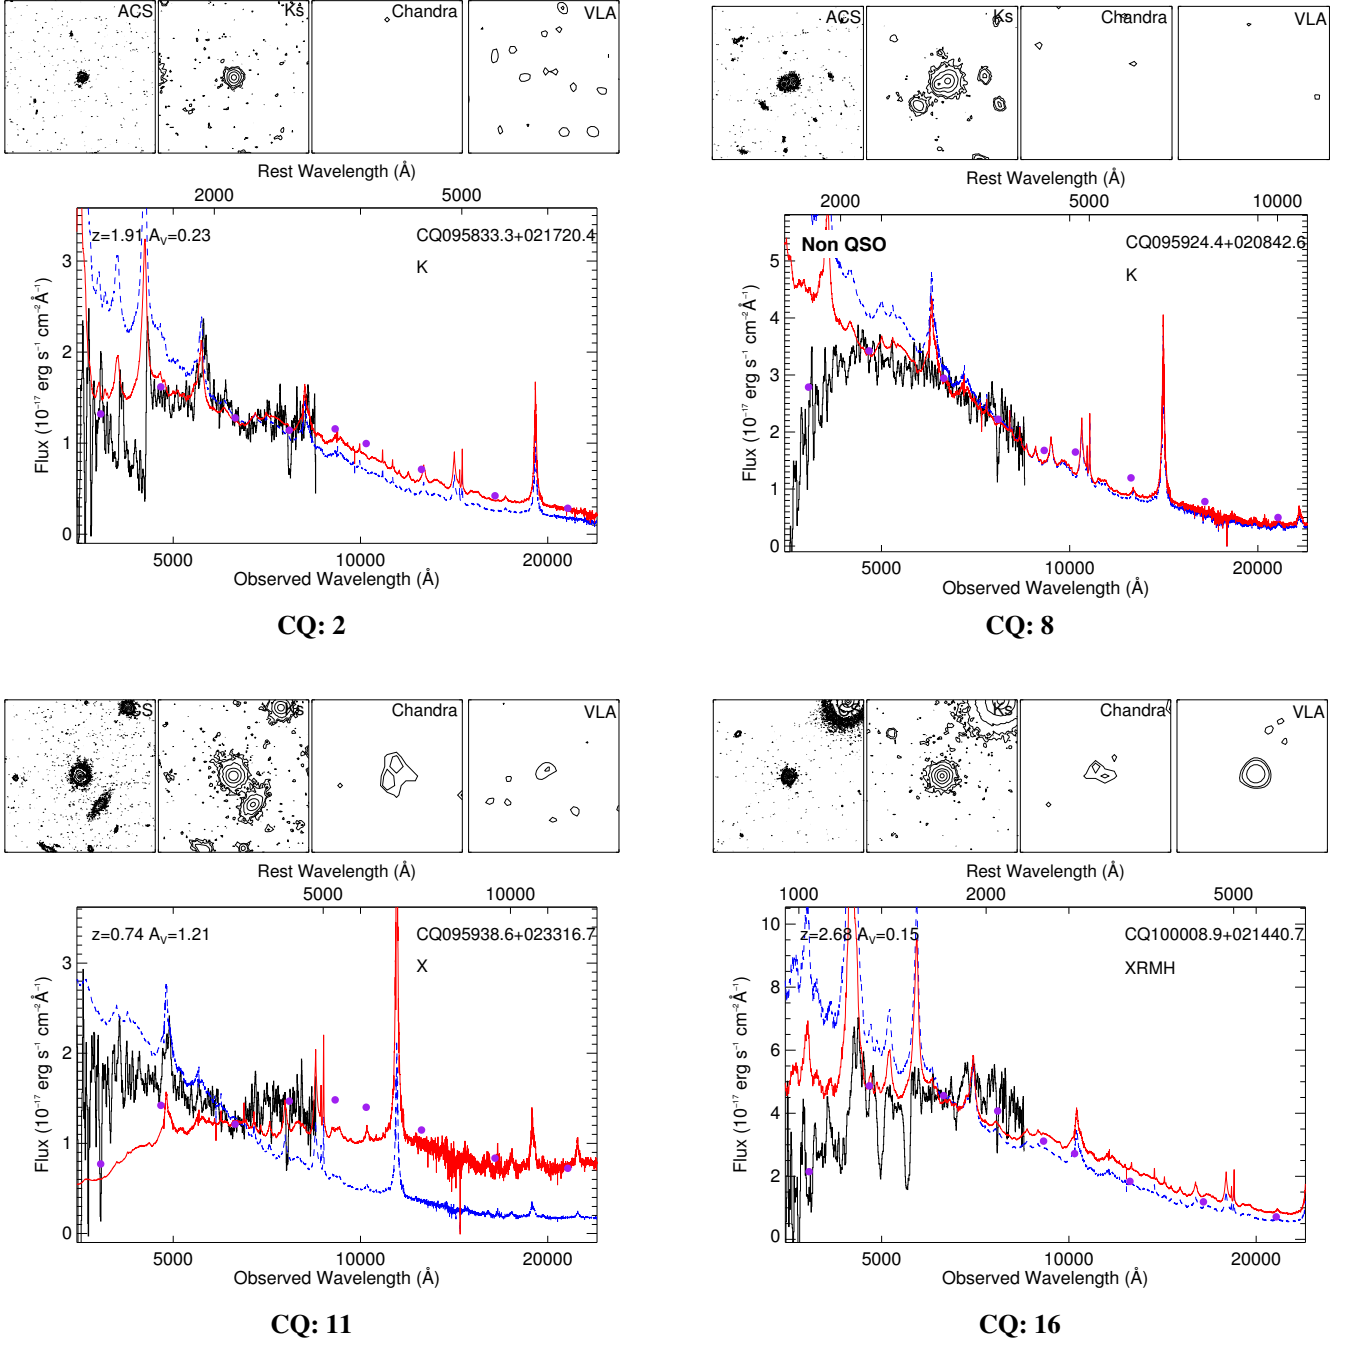 ACS Ks Chandra VLA
Rest Wavelength (Å)
2000 5000
z=1.91 A_V=0.23 CQ095833.3+021720.4
K
Flux (10⁻¹⁷ erg s⁻¹ cm⁻² Å⁻¹)
3
2
1
0
5000 10000 20000
Observed Wavelength (Å)
CQ: 2
ACS Ks Chandra VLA
Rest Wavelength (Å)
2000 5000 10000
Non QSO CQ095924.4+020842.6
K
Flux (10⁻¹⁷ erg s⁻¹ cm⁻² Å⁻¹)
5
4
3
2
1
0
5000 10000 20000
Observed Wavelength (Å)
CQ: 8
CS Ks Chandra VLA
Rest Wavelength (Å)
5000 10000
z=0.74 A_V=1.21 CQ095938.6+023316.7
X
Flux (10⁻¹⁷ erg s⁻¹ cm⁻² Å⁻¹)
3
2
1
0
5000 10000 20000
Observed Wavelength (Å)
CQ: 11
Ks Chandra VLA
Rest Wavelength (Å)
1000 2000 5000
z=2.68 A_V=0.15 CQ100008.9+021440.7
XRMH
Flux (10⁻¹⁷ erg s⁻¹ cm⁻² Å⁻¹)
10
8
6
4
2
0
5000 10000 20000
Observed Wavelength (Å)
CQ: 16